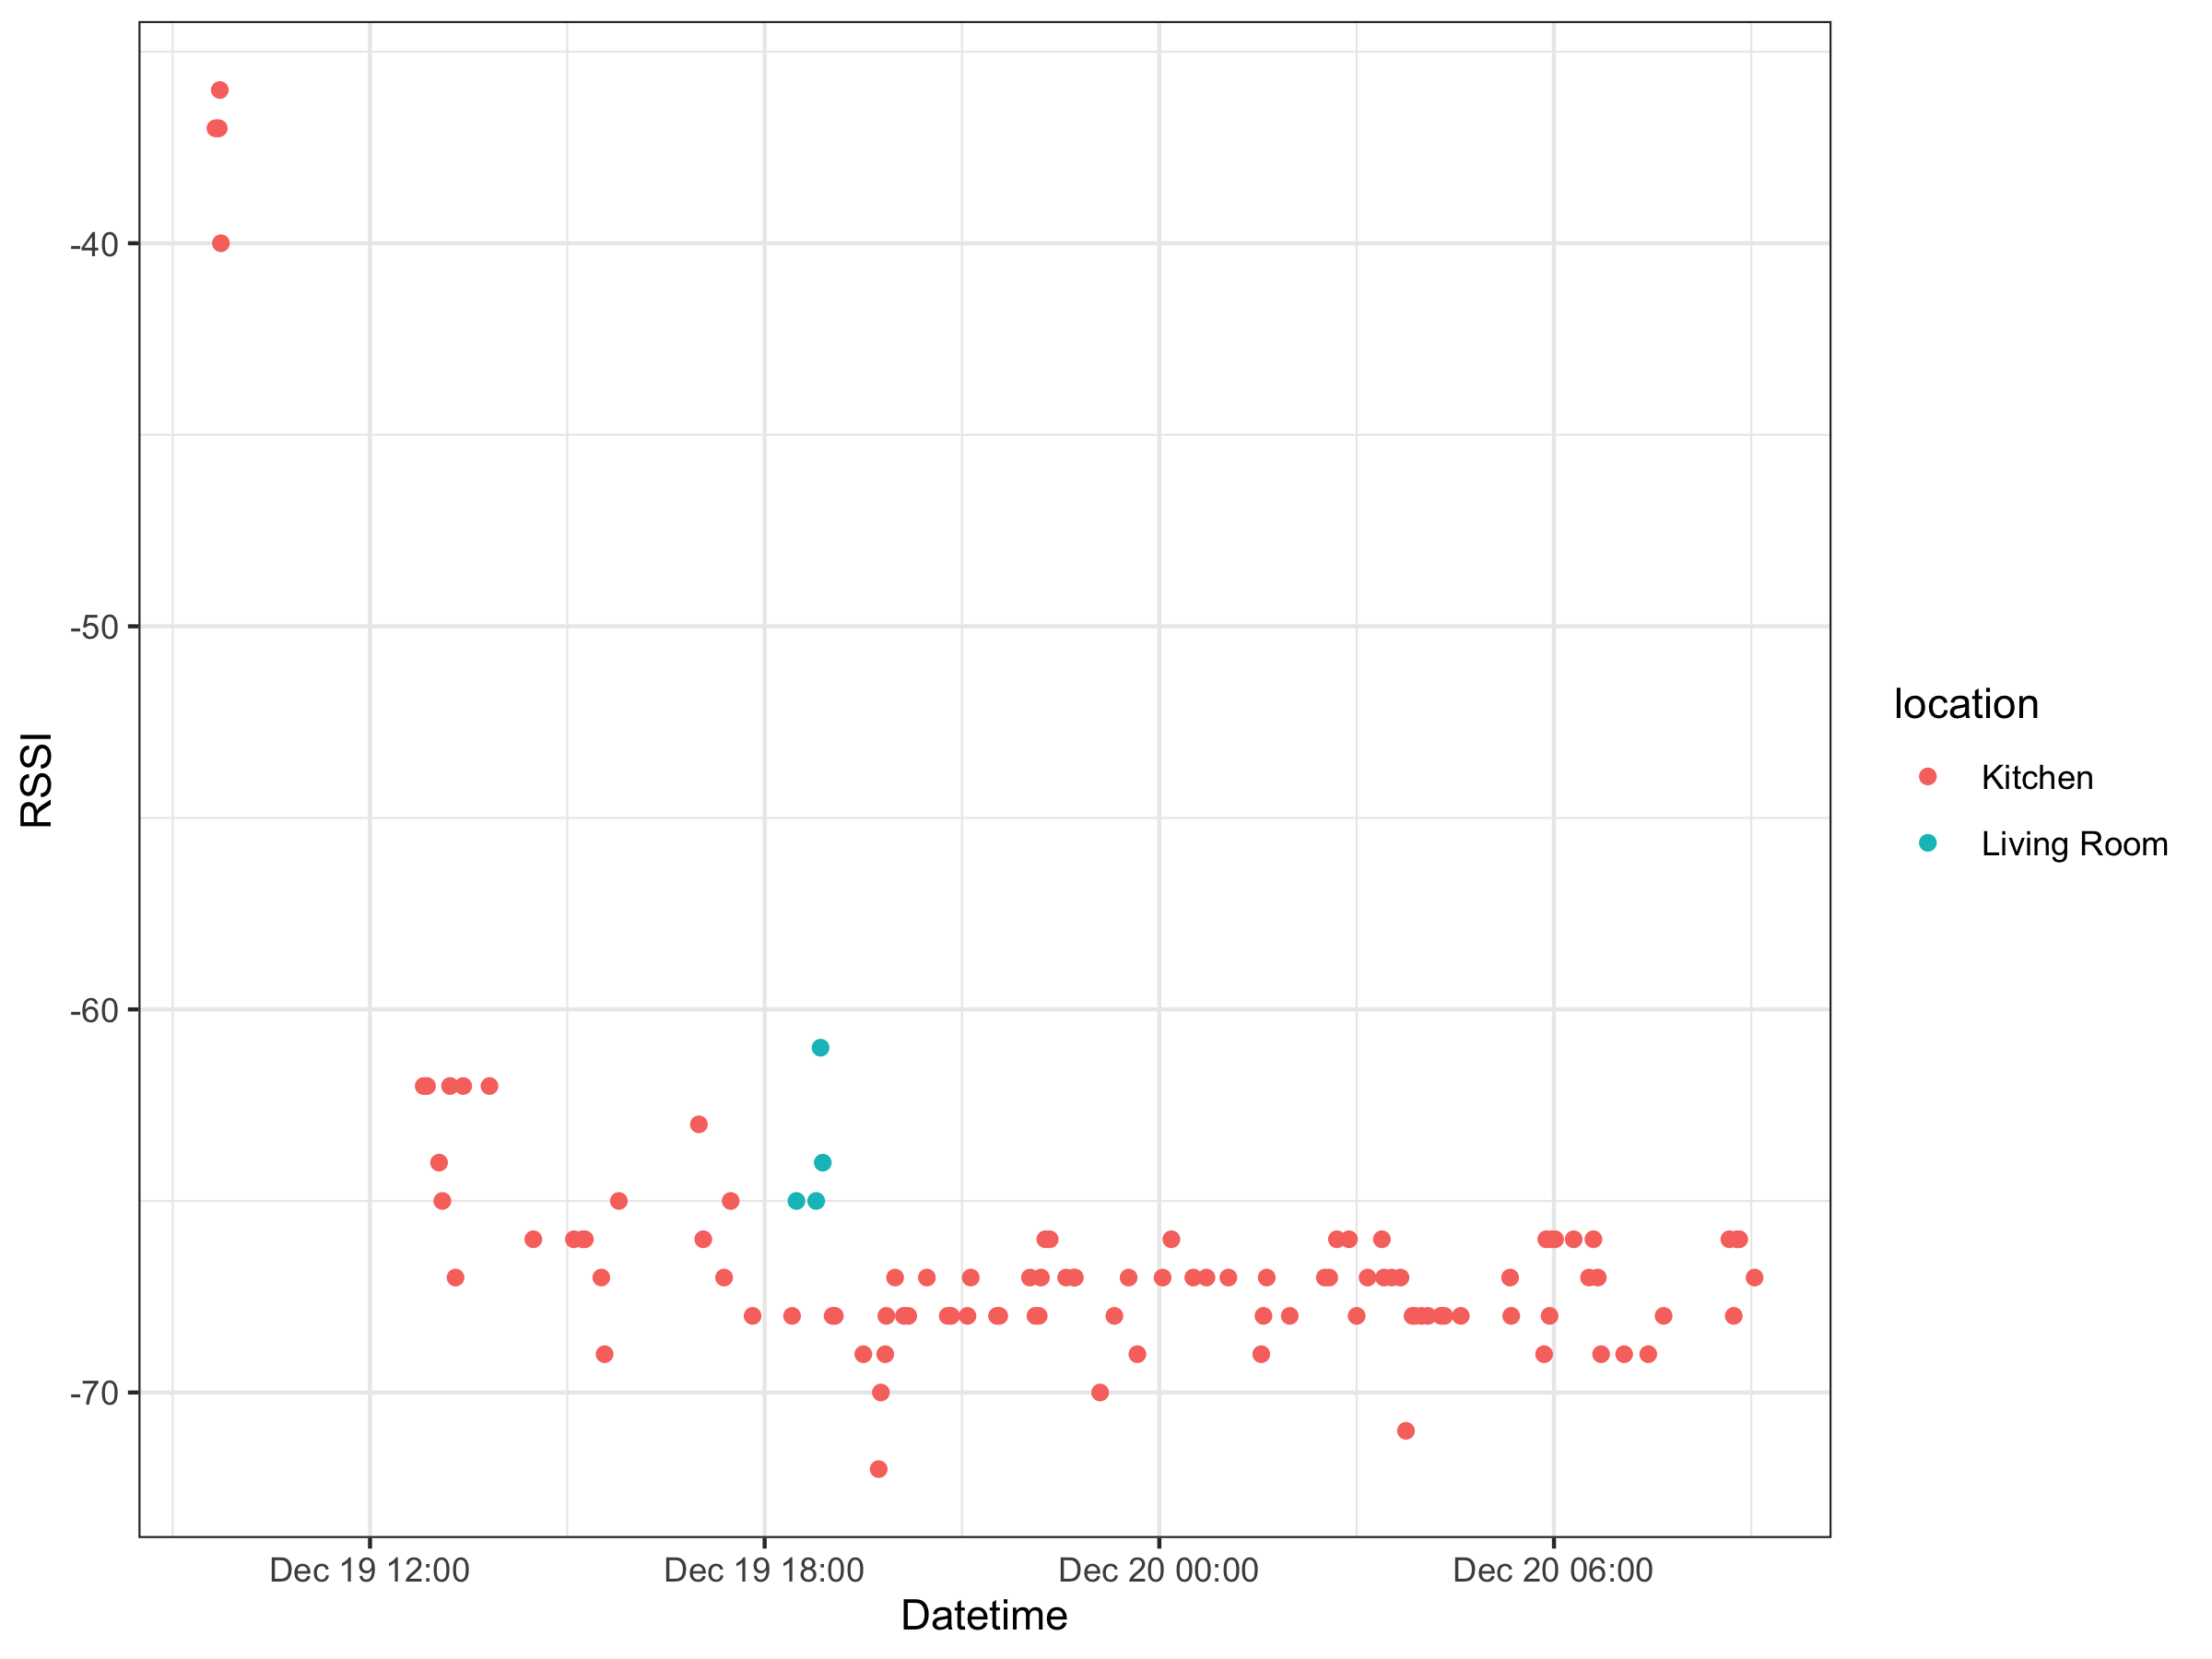 -40
-50
-60
-70
RSSI
Dec 19 12:00
Dec 19 18:00
Dec 20 00:00
Dec 20 06:00
Datetime
location
Kitchen
Living Room